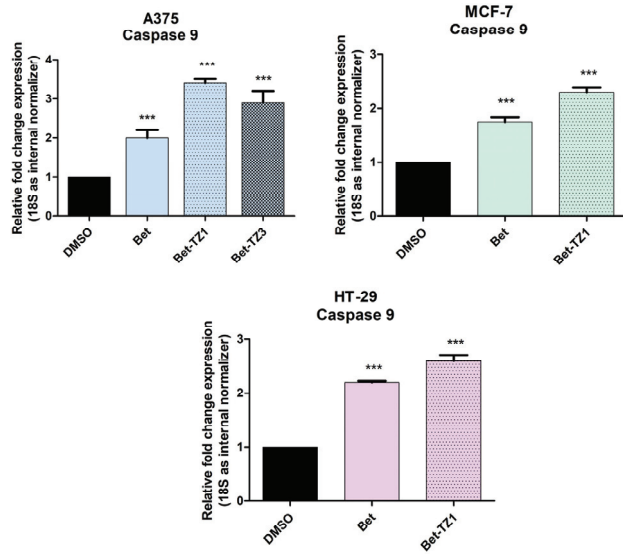 A375
Caspase 9
Relative fold change expression
(18S as internal normalizer)
4
3
2
1
0
***
***
***
DMSO
Bet
Bet-TZ1
Bet-TZ3
MCF-7
Caspase 9
Relative fold change expression
(18S as internal normalizer)
3
2
1
0
***
***
DMSO
Bet
Bet-TZ1
HT-29
Caspase 9
Relative fold change expression
(18S as internal normalizer)
3
2
1
0
***
***
DMSO
Bet
Bet-TZ1